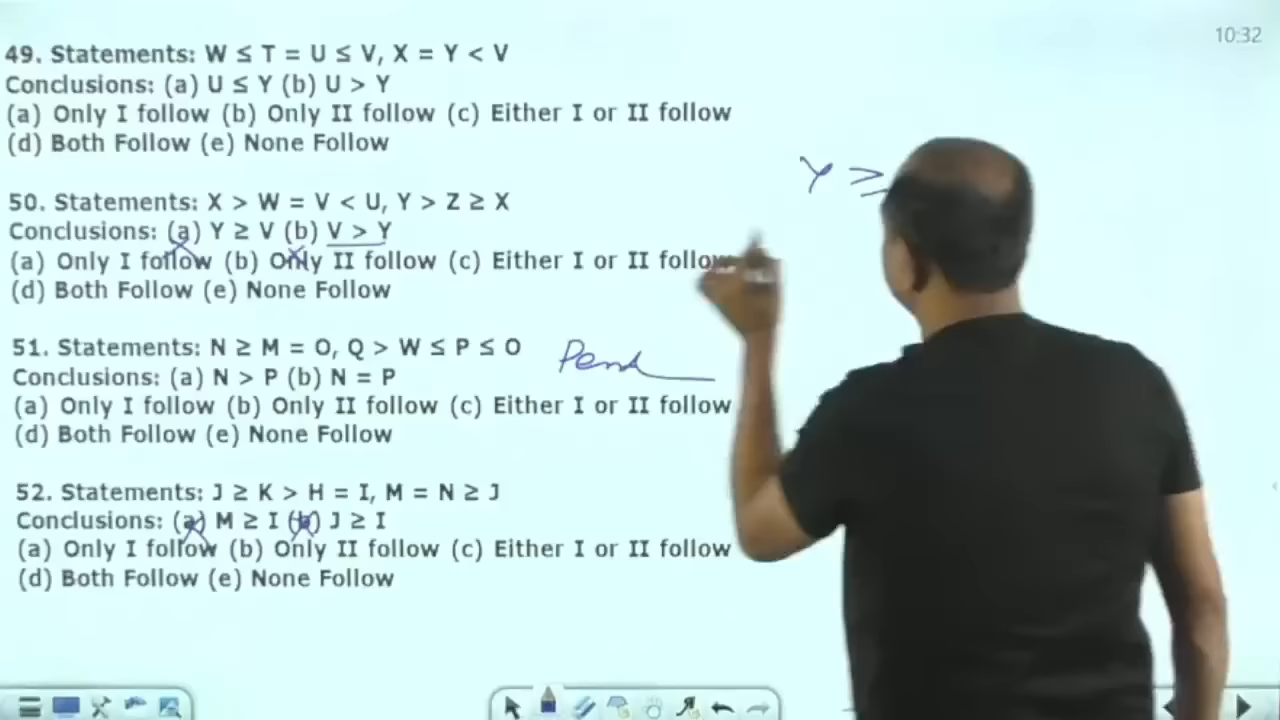 10:32
49. Statements: W ≤ T = U ≤ V, X = Y < V
Conclusions: (a) U ≤ Y (b) U > Y
(a) Only I follow (b) Only II follow (c) Either I or II follow
(d) Both Follow (e) None Follow
Y ≥
50. Statements: X > W = V < U, Y > Z ≥ X
Conclusions: (a) Y ≥ V (b) V > Y
(a) Only I follow (b) Only II follow (c) Either I or II follow
(d) Both Follow (e) None Follow
51. Statements: N ≥ M = O, Q > W ≤ P ≤ O
Conclusions: (a) N > P (b) N = P
(a) Only I follow (b) Only II follow (c) Either I or II follow
(d) Both Follow (e) None Follow
52. Statements: J ≥ K > H = I, M = N ≥ J
Conclusions: (a) M ≥ I (b) J ≥ I
(a) Only I follow (b) Only II follow (c) Either I or II follow
(d) Both Follow (e) None Follow